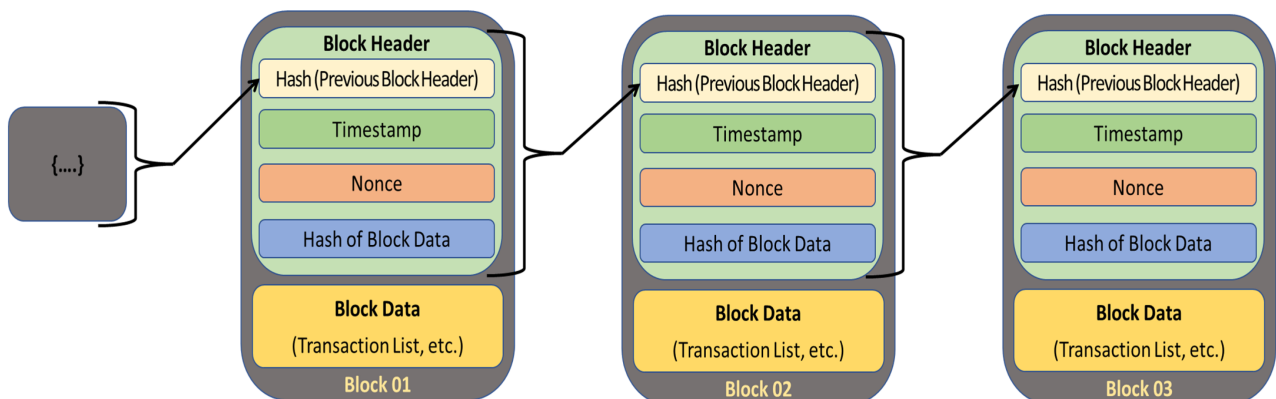 {....}
Block Header
Hash (Previous Block Header)
Timestamp
Nonce
Hash of Block Data
Block Data
(Transaction List, etc.)
Block 01
Block Header
Hash (Previous Block Header)
Timestamp
Nonce
Hash of Block Data
Block Data
(Transaction List, etc.)
Block 02
Block Header
Hash (Previous Block Header)
Timestamp
Nonce
Hash of Block Data
Block Data
(Transaction List, etc.)
Block 03